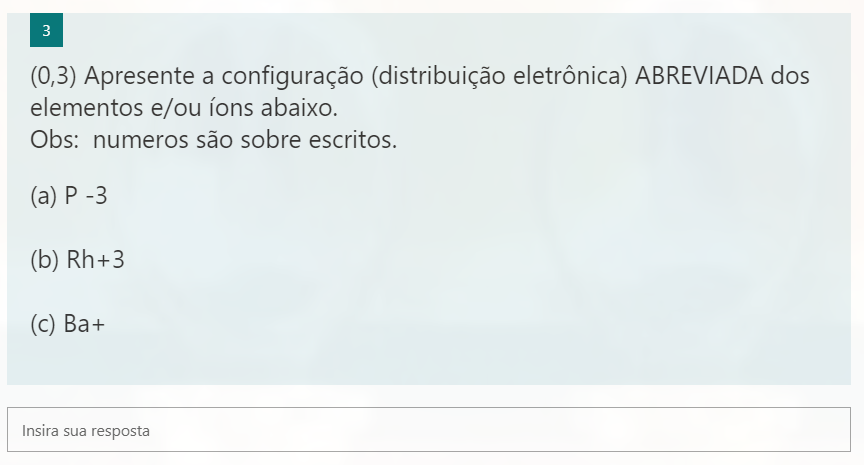 3
(0,3) Apresente a configuração (distribuição eletrônica) ABREVIADA dos
elementos e/ou íons abaixo.
Obs:  numeros são sobre escritos.
(a) P -3
(b) Rh+3
(c) Ba+
Insira sua resposta